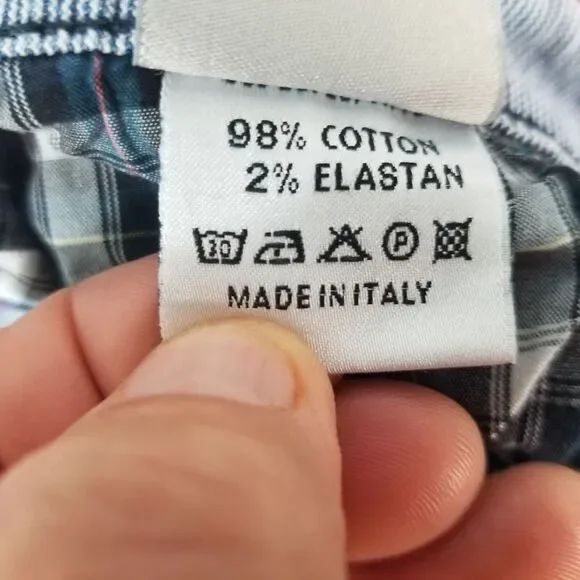 98% COTTON
2% ELASTAN
30 P
MADE IN ITALY